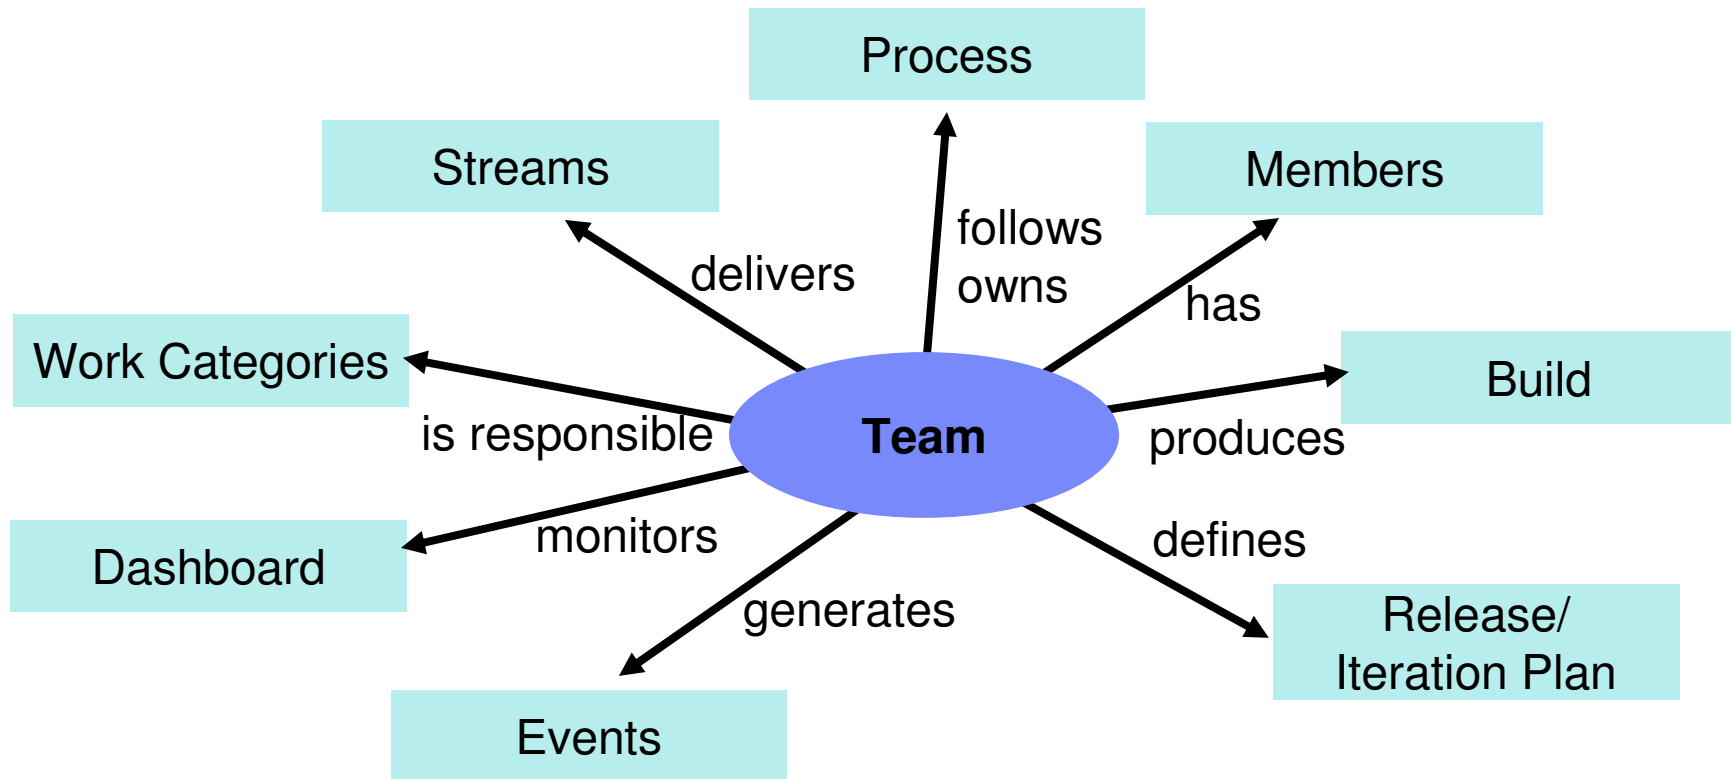 Process
Streams
Members
follows
owns
delivers
has
Work Categories
Build
is responsible
Team
produces
monitors
defines
Dashboard
generates
Release/
Iteration Plan
Events